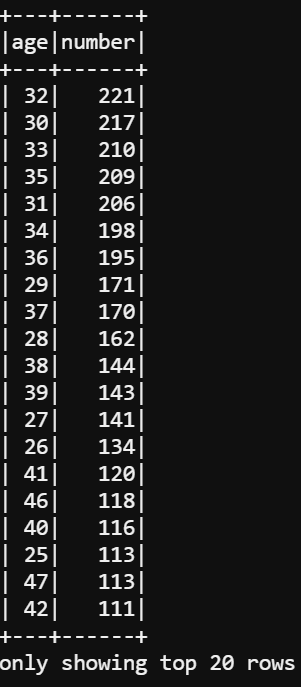 +---+------+
|age|number|
+---+------+
| 32|   221|
| 30|   217|
| 33|   210|
| 35|   209|
| 31|   206|
| 34|   198|
| 36|   195|
| 29|   171|
| 37|   170|
| 28|   162|
| 38|   144|
| 39|   143|
| 27|   141|
| 26|   134|
| 41|   120|
| 46|   118|
| 40|   116|
| 25|   113|
| 47|   113|
| 42|   111|
+---+------+
only showing top 20 rows